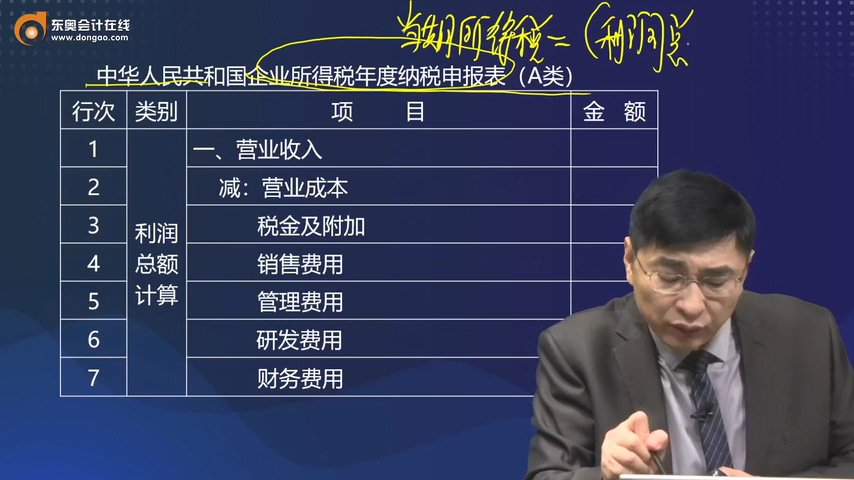 东奥会计在线
www.dongao.com
当期所得税=(利润总
中华人民共和国企业所得税年度纳税申报表（A类）
行次 类别 项 目 金 额
1 一、营业收入
2 减：营业成本
3 税金及附加
利润总额计算
4 销售费用
5 管理费用
6 研发费用
7 财务费用